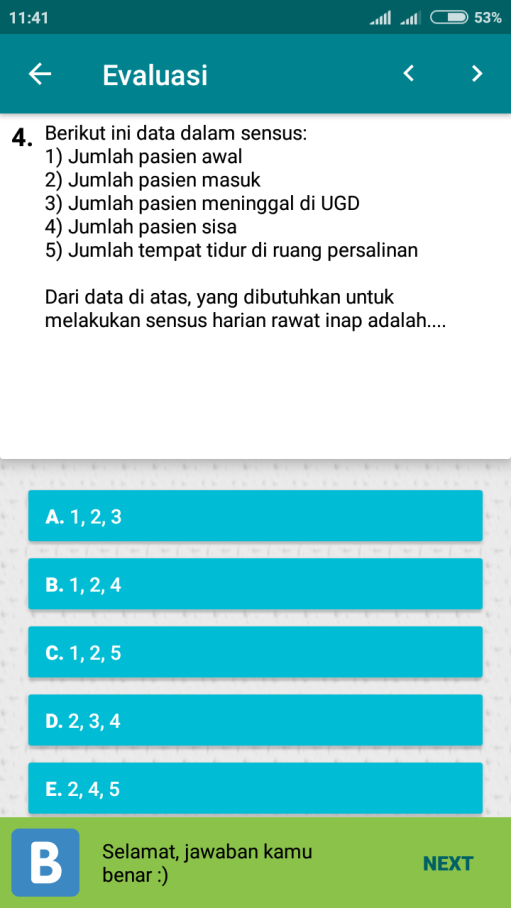 11:41
53%
Evaluasi
4. Berikut ini data dalam sensus:
1) Jumlah pasien awal
2) Jumlah pasien masuk
3) Jumlah pasien meninggal di UGD
4) Jumlah pasien sisa
5) Jumlah tempat tidur di ruang persalinan
Dari data di atas, yang dibutuhkan untuk
melakukan sensus harian rawat inap adalah....
A. 1, 2, 3
B. 1, 2, 4
C. 1, 2, 5
D. 2, 3, 4
E. 2, 4, 5
B
Selamat, jawaban kamu
benar :)
NEXT